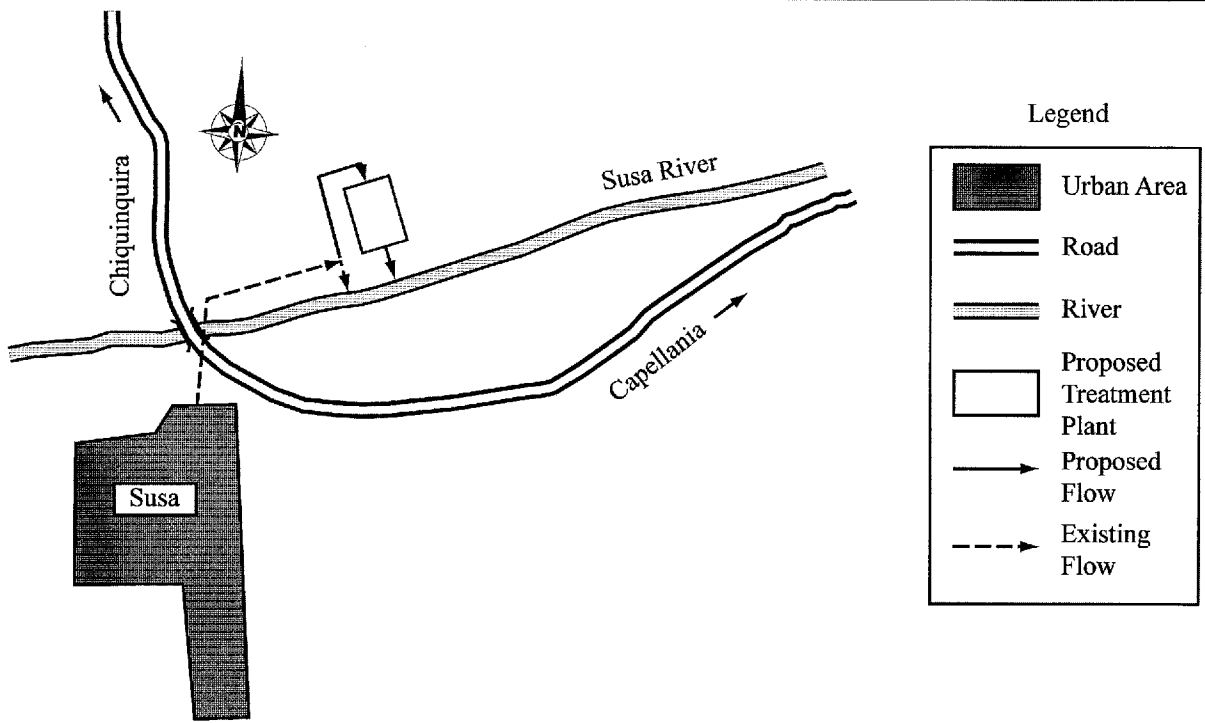 N
Chiquinquira
Susa River
Capellania
Susa
Legend
Urban Area
Road
River
Proposed
Treatment
Plant
Proposed
Flow
Existing
Flow